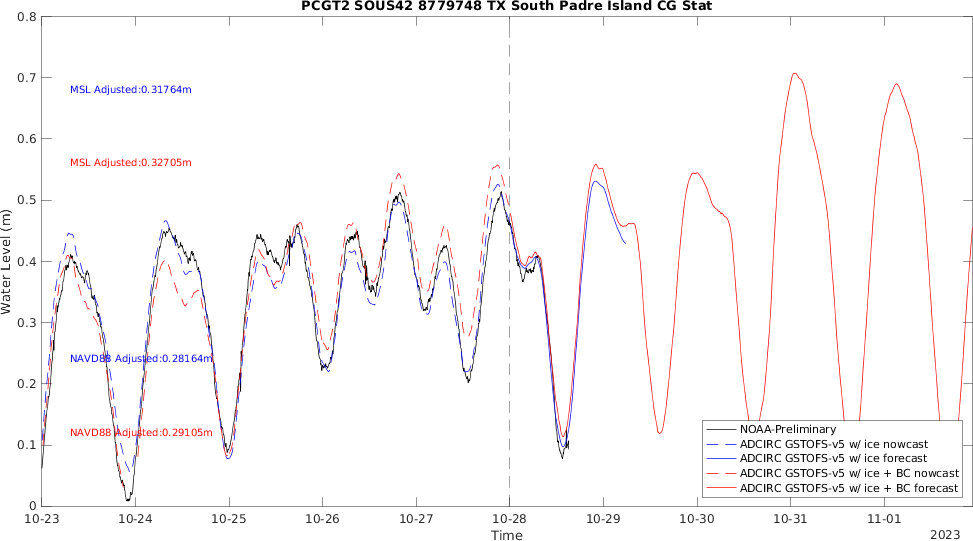 PCGT2 SOUS42 8779748 TX South Padre Island CG Stat
Water Level (m)
0.8
0.7
0.6
0.5
0.4
0.3
0.2
0.1
0
MSL Adjusted:0.31764m
MSL Adjusted:0.32705m
NAVD88 Adjusted:0.28164m
NAVD88 Adjusted:0.29105m
NOAA-Preliminary
ADCIRC GSTOFS-v5 w/ ice nowcast
ADCIRC GSTOFS-v5 w/ ice forecast
ADCIRC GSTOFS-v5 w/ ice + BC nowcast
ADCIRC GSTOFS-v5 w/ ice + BC forecast
10-23 10-24 10-25 10-26 10-27 10-28 10-29 10-30 10-31 11-01
Time
2023